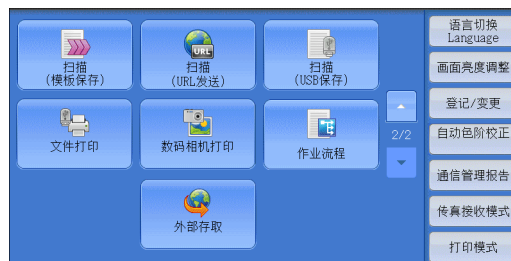 扫描
(模板保存)
URL
扫描
(URL发送)
扫描
(USB保存)
文件打印
数码相机打印
作业流程
外部存取
2/2
语言切换
Language
画面亮度调整
登记/变更
自动色阶校正
通信管理报告
传真接收模式
打印模式